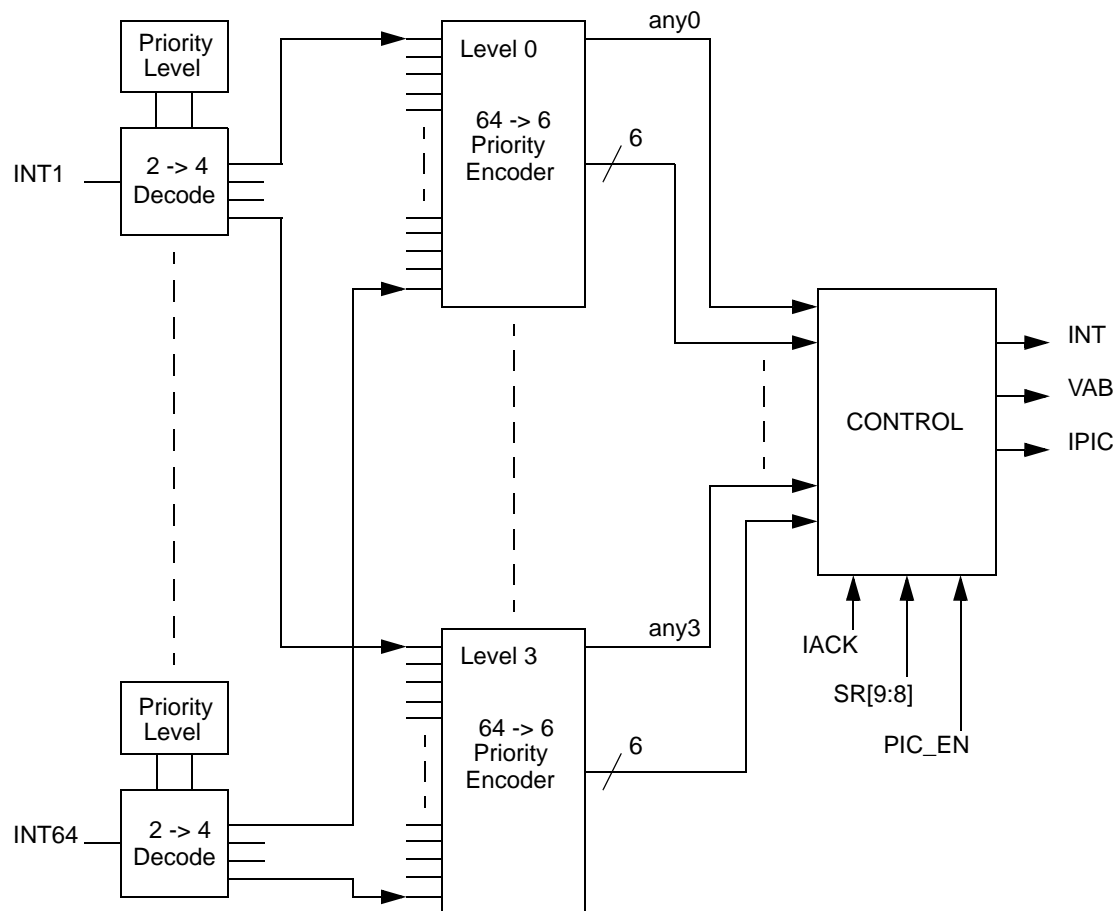 Priority
Level
2 -> 4
Decode
INT1
Level 0
64 -> 6
Priority
Encoder
any0
6
CONTROL
INT
VAB
IPIC
IACK
SR[9:8]
PIC_EN
Priority
Level
2 -> 4
Decode
INT64
Level 3
64 -> 6
Priority
Encoder
any3
6